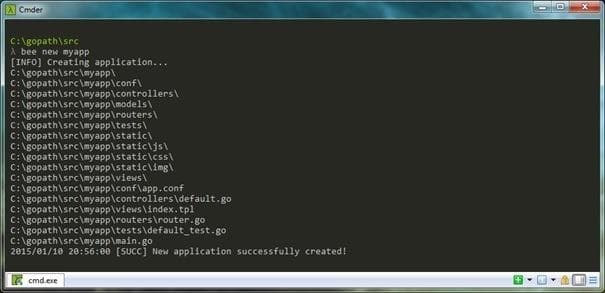 Cmder
C:\gopath\src
λ bee new myapp
[INFO] Creating application...
C:\gopath\src\myapp\
C:\gopath\src\myapp\conf\
C:\gopath\src\myapp\controllers\
C:\gopath\src\myapp\models\
C:\gopath\src\myapp\routers\
C:\gopath\src\myapp\tests\
C:\gopath\src\myapp\static\
C:\gopath\src\myapp\static\js\
C:\gopath\src\myapp\static\css\
C:\gopath\src\myapp\static\img\
C:\gopath\src\myapp\views\
C:\gopath\src\myapp\conf\app.conf
C:\gopath\src\myapp\controllers\default.go
C:\gopath\src\myapp\views\index.tpl
C:\gopath\src\myapp\routers\router.go
C:\gopath\src\myapp\tests\default_test.go
C:\gopath\src\myapp\main.go
2015/01/10 20:56:00 [SUCC] New application successfully created!
cmd.exe